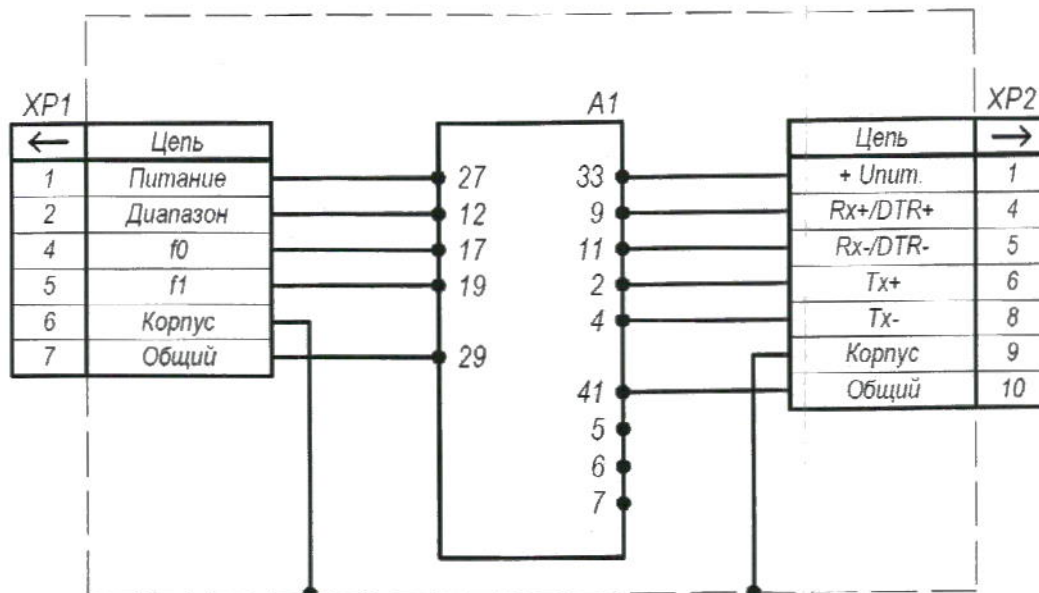 XP1 A1 XP2
← Цепь Цепь →
1 Питание 27 33 + Uпит. 1
2 Диапазон 12 9 Rx+/DTR+ 4
4 f0 17 11 Rx-/DTR- 5
5 f1 19 2 Tx+ 6
6 Корпус 4 Tx- 8
7 Общий 29 Корпус 9
41 Общий 10
5
6
7